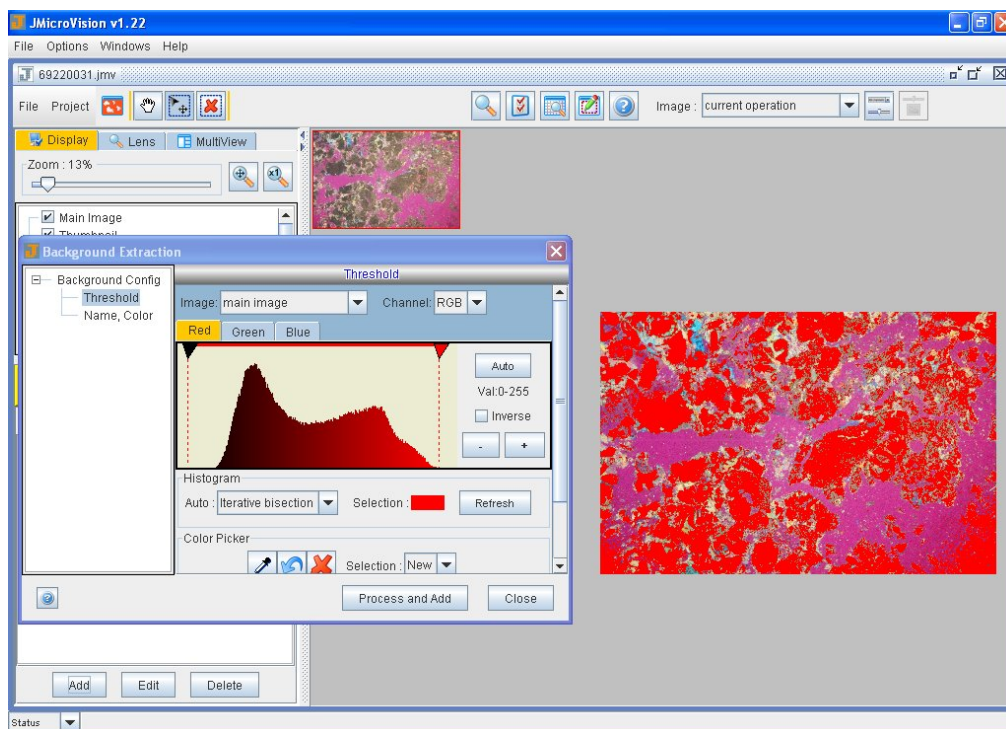 JMicroVision v1.22
File Options Windows Help
69220031.jmv
File Project
Image : current operation
Display Lens MultiView
Zoom : 13%
x1
Main Image
Thumbnail
Background Extraction
Background Config
Threshold
Name, Color
Threshold
Image: main image Channel: RGB
Red Green Blue
Auto
Val:0-255
Inverse
- +
Histogram
Auto : Iterative bisection Selection : Refresh
Color Picker
Selection : New
Process and Add Close
Add Edit Delete
Status